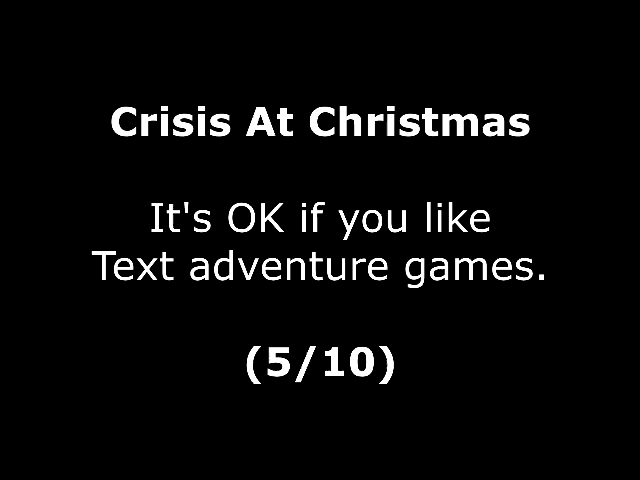 Crisis At Christmas
It's OK if you like
Text adventure games.
(5/10)